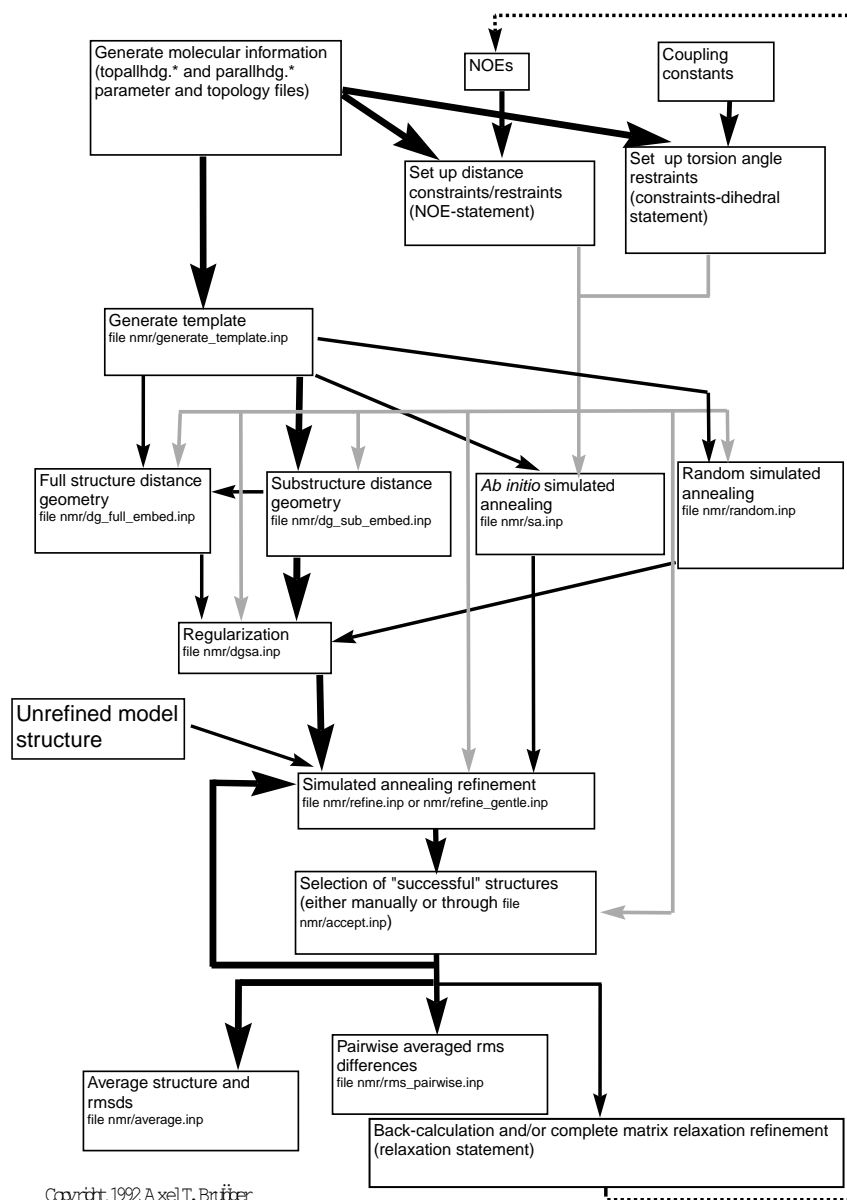 Generate molecular information
(topallhdg.* and parallhdg.*
parameter and topology files)
NOEs
Coupling
constants
Set up distance
constraints/restraints
(NOE-statement)
Set up torsion angle
restraints
(constraints-dihedral
statement)
Generate template
file nmr/generate_template.inp
Full structure distance
geometry
file nmr/dg_full_embed.inp
Substructure distance
geometry
file nmr/dg_sub_embed.inp
Ab initio simulated
annealing
file nmr/sa.inp
Random simulated
annealing
file nmr/random.inp
Regularization
file nmr/dgsa.inp
Unrefined model
structure
Simulated annealing refinement
file nmr/refine.inp or nmr/refine_gentle.inp
Selection of "successful" structures
(either manually or through file
nmr/accept.inp)
Pairwise averaged rms
differences
file nmr/rms_pairwise.inp
Average structure and
rmsds
file nmr/average.inp
Back-calculation and/or complete matrix relaxation refinement
(relaxation statement)
Copyright 1992 Axel T.